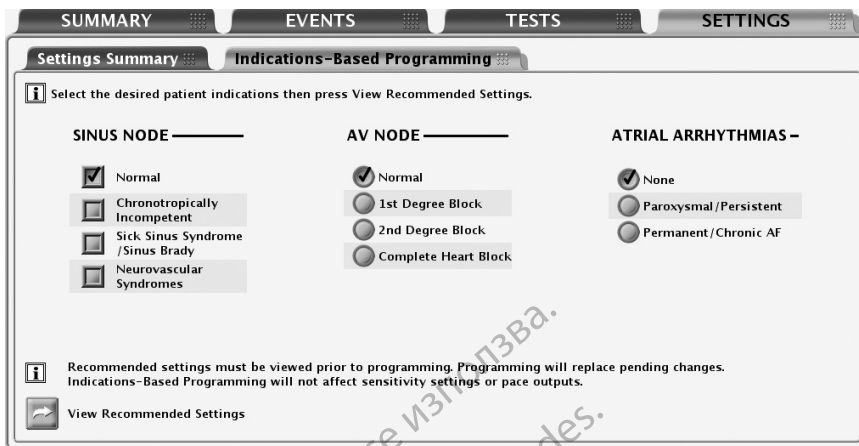 SUMMARY EVENTS TESTS SETTINGS
Settings Summary Indications-Based Programming
i Select the desired patient indications then press View Recommended Settings.
SINUS NODE AV NODE ATRIAL ARRHYTHMIAS
Normal Normal None
Chronotropically Incompetent 1st Degree Block Paroxysmal/Persistent
Sick Sinus Syndrome /Sinus Brady 2nd Degree Block Permanent/Chronic AF
Neurovascular Syndromes Complete Heart Block
i Recommended settings must be viewed prior to programming. Programming will replace pending changes.
Indications-Based Programming will not affect sensitivity settings or pace outputs.
View Recommended Settings